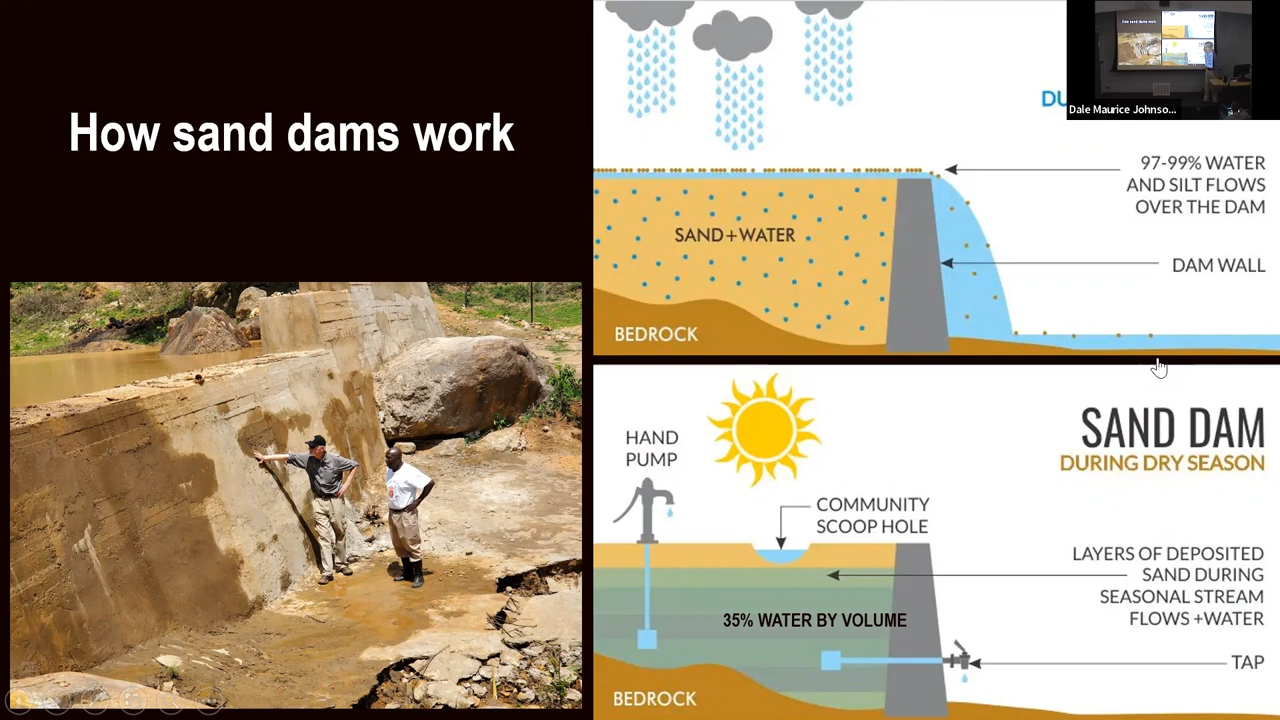 How sand dams work
DU
Dale Maurice Johnso...
97-99% WATER
AND SILT FLOWS
OVER THE DAM
SAND+WATER
DAM WALL
BEDROCK
SAND DAM
DURING DRY SEASON
HAND
PUMP
COMMUNITY
SCOOP HOLE
LAYERS OF DEPOSITED
SAND DURING
SEASONAL STREAM
FLOWS +WATER
35% WATER BY VOLUME
TAP
BEDROCK